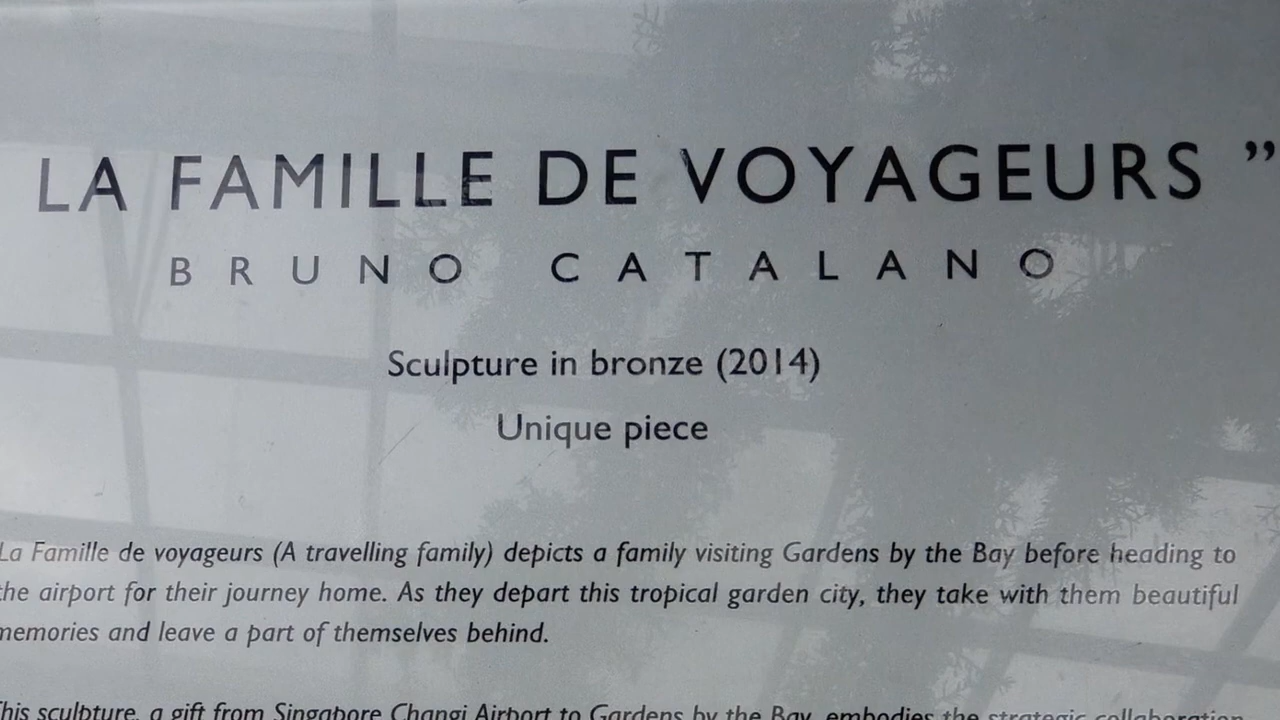 LA FAMILLE DE VOYAGEURS ”
BRUNO CATALANO
Sculpture in bronze (2014)
Unique piece
La Famille de voyageurs (A travelling family) depicts a family visiting Gardens by the Bay before heading to
the airport for their journey home. As they depart this tropical garden city, they take with them beautiful
memories and leave a part of themselves behind.
This sculpture, a gift from Singapore Changi Airport to Gardens by the Bay, embodies the strategic collaboration